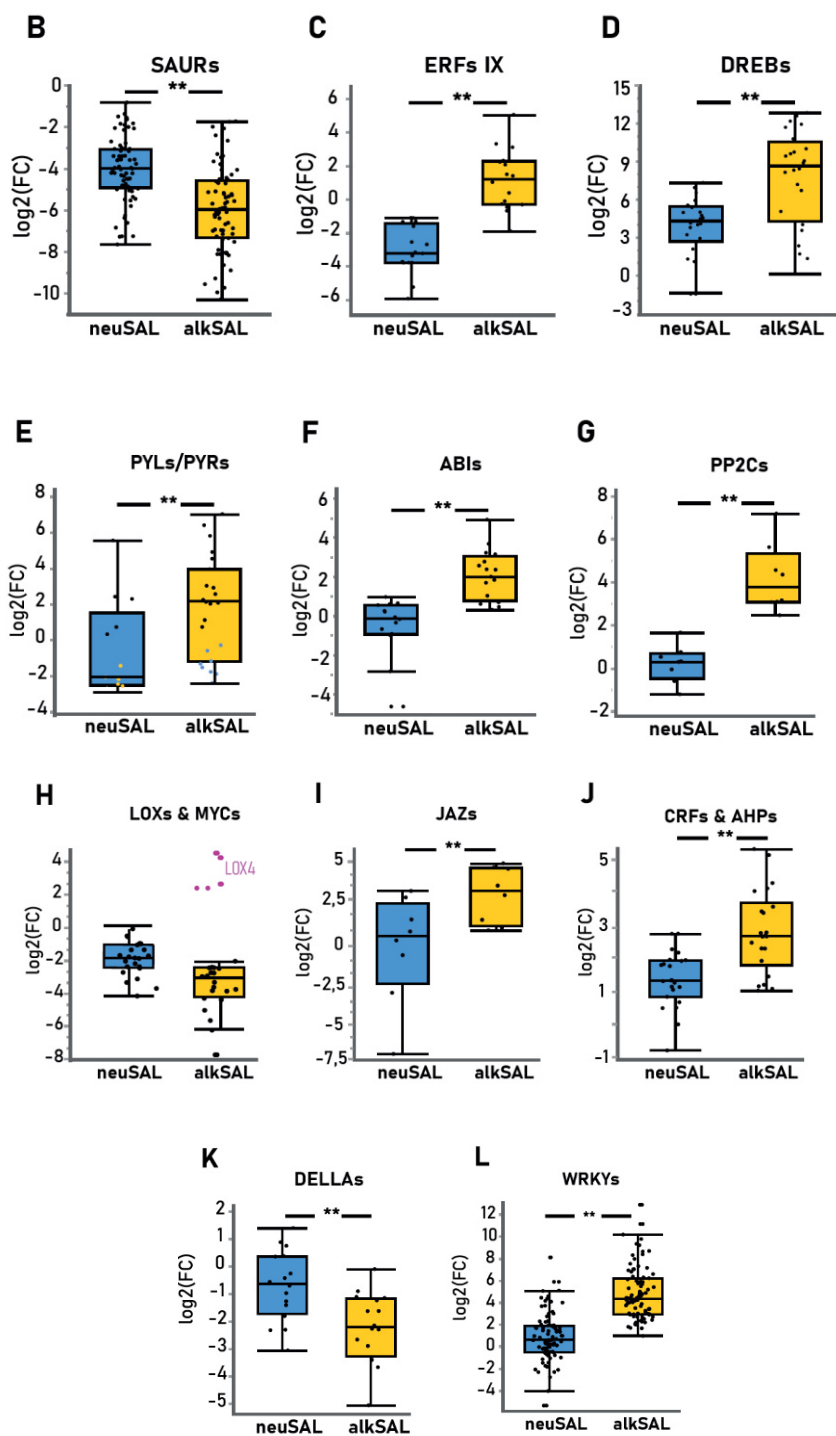 B
SAURs
**
log2(FC)
0
−2
−4
−6
−8
−10
neuSAL alkSAL
C
ERFs IX
**
log2(FC)
6
4
2
0
−2
−4
−6
neuSAL alkSAL
D
DREBs
**
log2(FC)
15
12
9
6
3
0
−3
neuSAL alkSAL
E
PYLs/PYRs
**
log2(FC)
8
6
4
2
0
−2
−4
neuSAL alkSAL
F
ABIs
**
log2(FC)
6
4
2
0
−2
−4
neuSAL alkSAL
G
PP2Cs
**
log2(FC)
8
6
4
2
0
−2
neuSAL alkSAL
H
LOXs & MYCs
LOX4
log2(FC)
4
2
0
−2
−4
−6
−8
neuSAL alkSAL
I
JAZs
**
log2(FC)
5
2,5
0
−2,5
−5
−7,5
neuSAL alkSAL
J
CRFs & AHPs
**
log2(FC)
5
3
1
−1
neuSAL alkSAL
K
DELLAs
**
log2(FC)
2
1
0
−1
−2
−3
−4
−5
neuSAL alkSAL
L
WRKYs
**
log2(FC)
12
10
8
6
4
2
0
−2
−4
neuSAL alkSAL